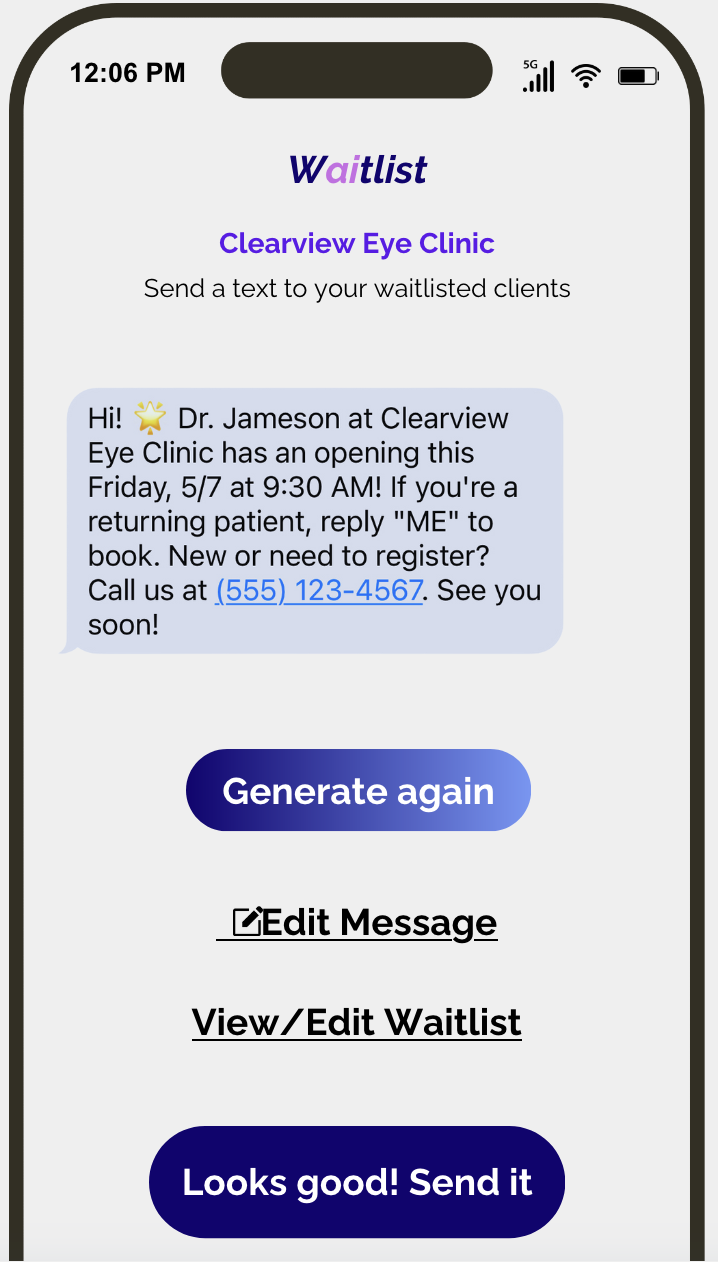 12:06 PM 5G
Waitlist
Clearview Eye Clinic
Send a text to your waitlisted clients
Hi! 🌟 Dr. Jameson at Clearview
Eye Clinic has an opening this
Friday, 5/7 at 9:30 AM! If you're a
returning patient, reply "ME" to
book. New or need to register?
Call us at (555) 123-4567. See you
soon!
Generate again
Edit Message
View/Edit Waitlist
Looks good! Send it